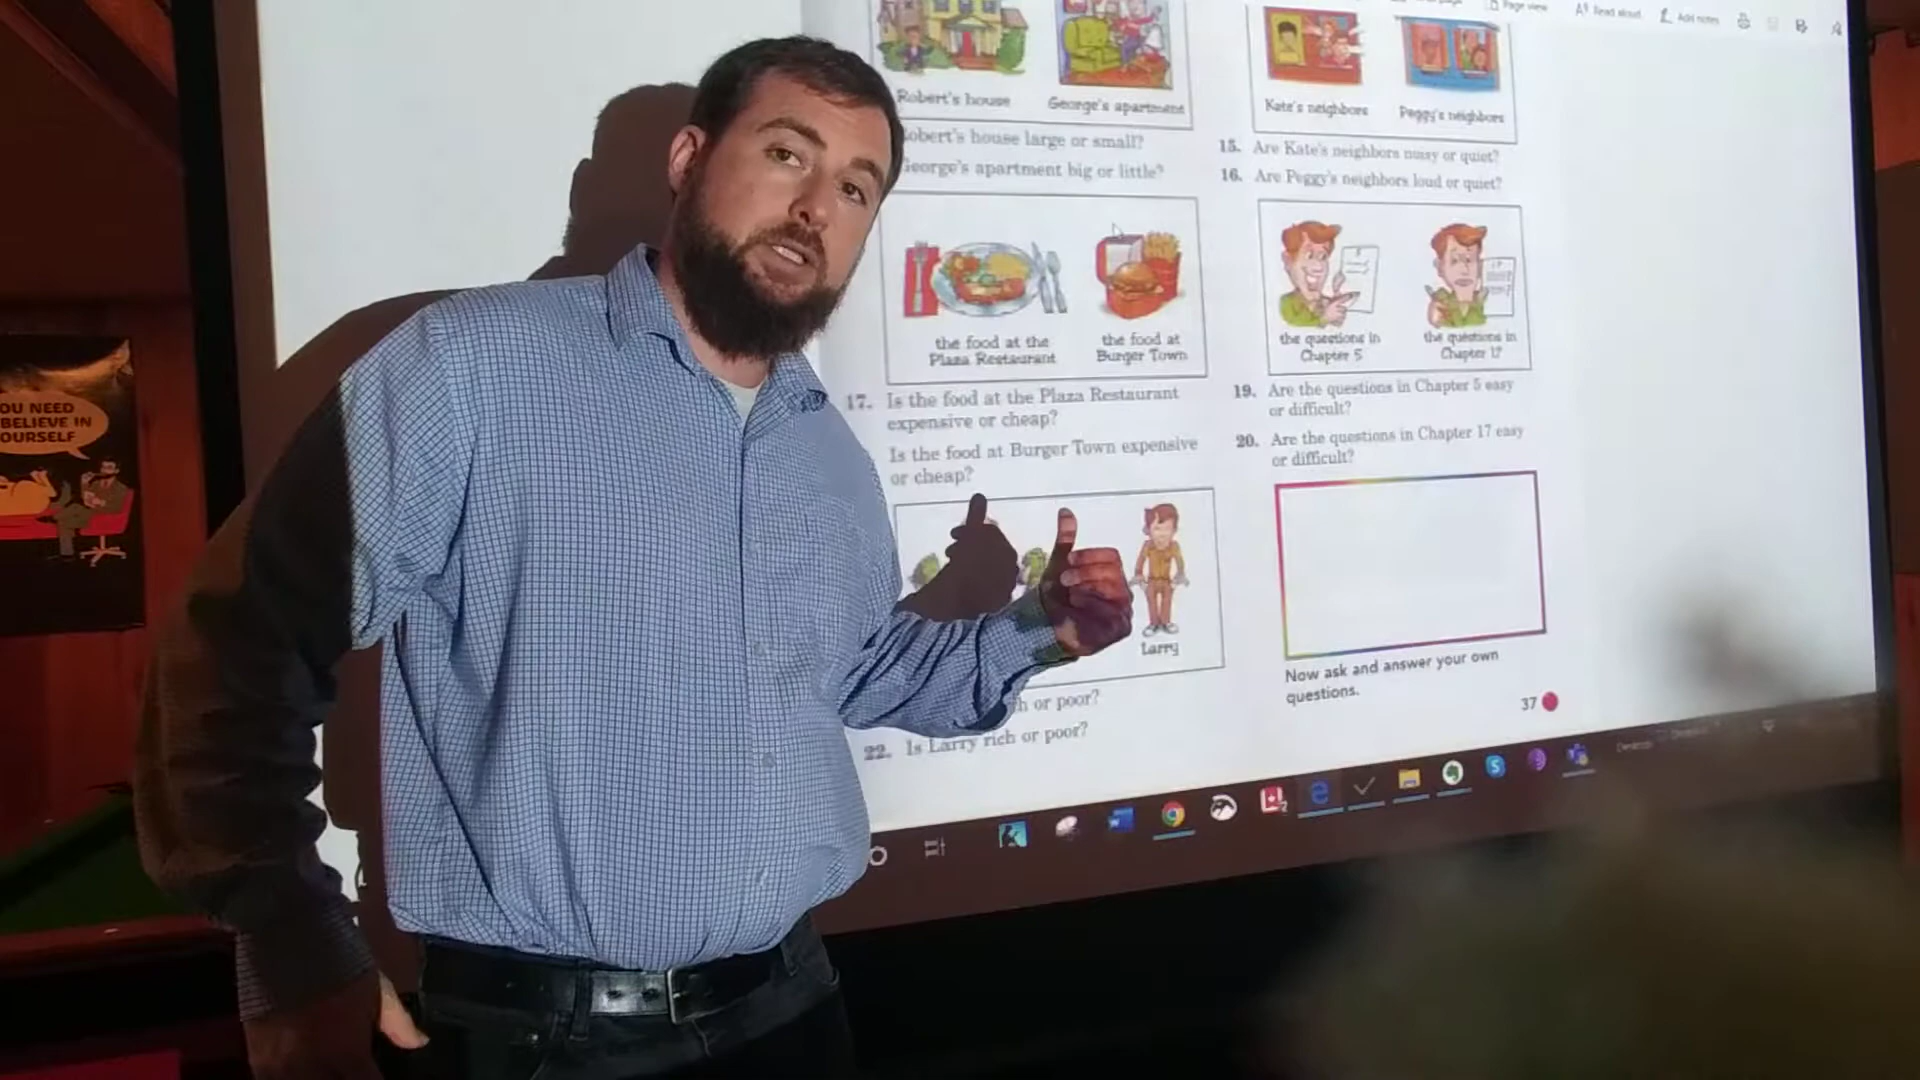 Page view
Read aloud
Add notes
Robert's house
George's apartment
obert's house large or small?
George's apartment big or little?
Kate's neighbors
Peggy's neighbors
15. Are Kate's neighbors noisy or quiet?
16. Are Peggy's neighbors loud or quiet?
the food at the
Plaza Restaurant
the food at
Burger Town
17. Is the food at the Plaza Restaurant
expensive or cheap?
Is the food at Burger Town expensive
or cheap?
the questions in
Chapter 5
the questions in
Chapter 17
19. Are the questions in Chapter 5 easy
or difficult?
20. Are the questions in Chapter 17 easy
or difficult?
Larry
h or poor?
22. Is Larry rich or poor?
Now ask and answer your own
questions.
37
OU NEED
BELIEVE IN
OURSELF